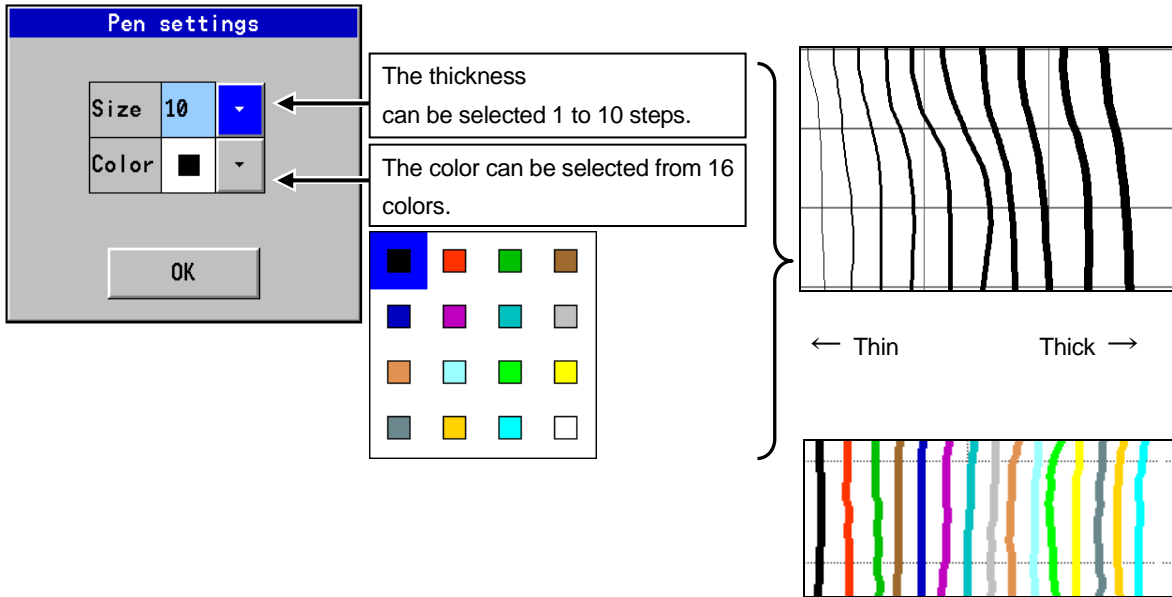 Pen settings
Size 10
Color
OK
The thickness
can be selected 1 to 10 steps.
The color can be selected from 16
colors.
← Thin Thick →